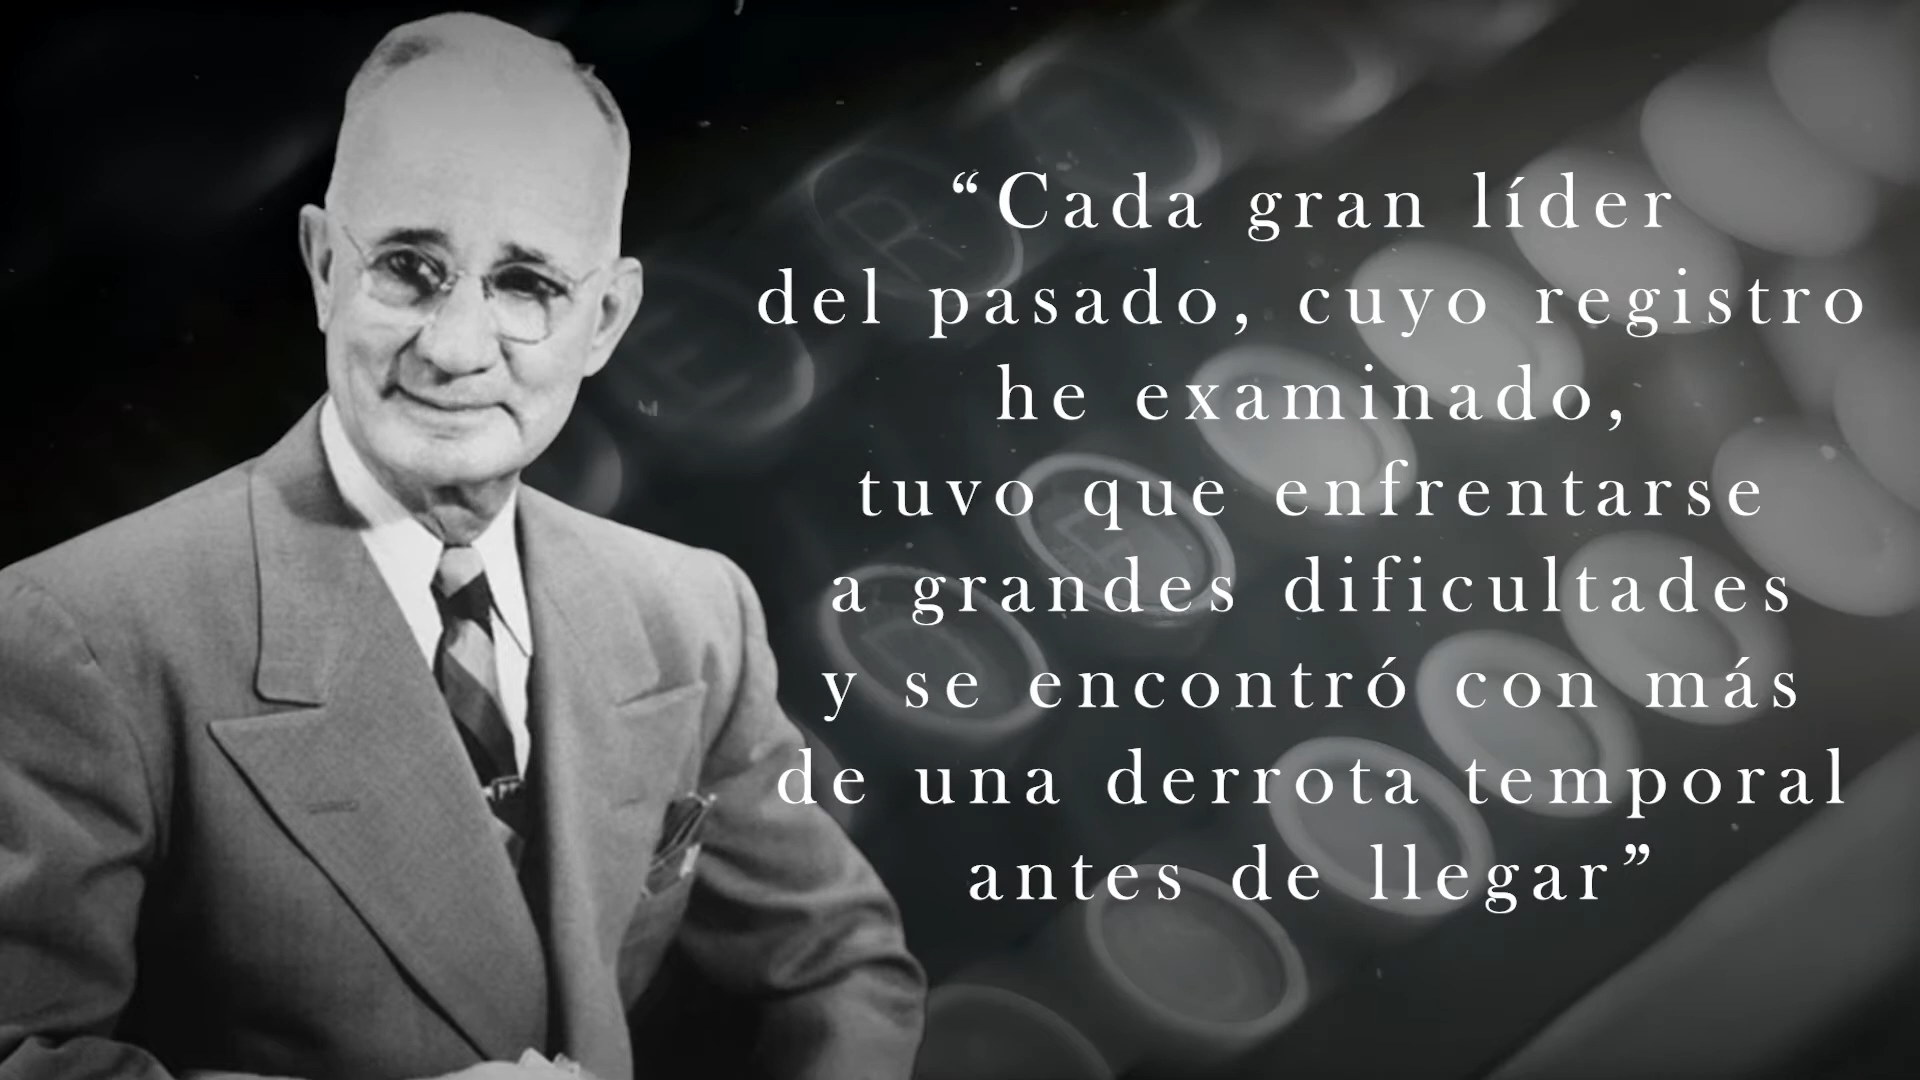 “Cada gran líder
del pasado, cuyo registro
he examinado,
tuvo que enfrentarse
a grandes dificultades
y se encontró con más
de una derrota temporal
antes de llegar”